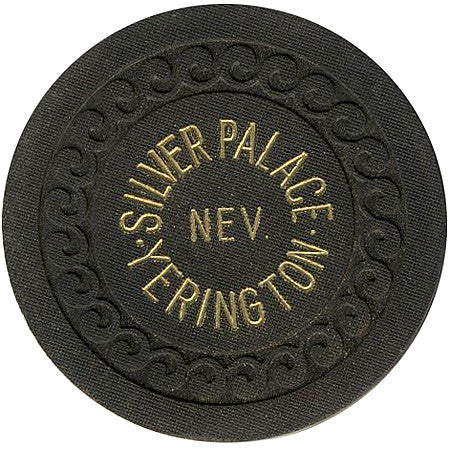 SILVER PALACE
NEV.
· YERINGTON ·